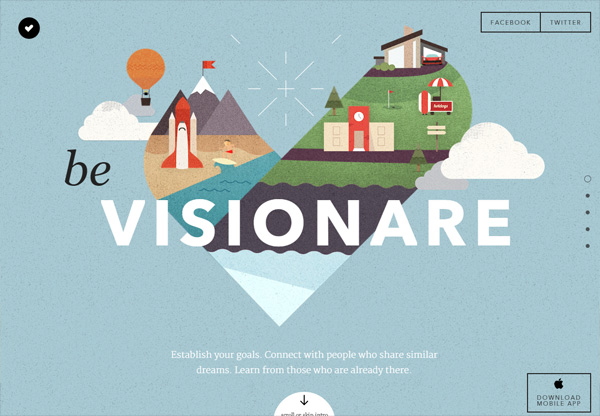 FACEBOOK
TWITTER
be
VISIONARE
Establish your goals. Connect with people who share similar
dreams. Learn from those who are already there.
scroll or skip intro
DOWNLOAD
MOBILE APP